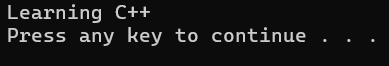 Learning C++
Press any key to continue . . .